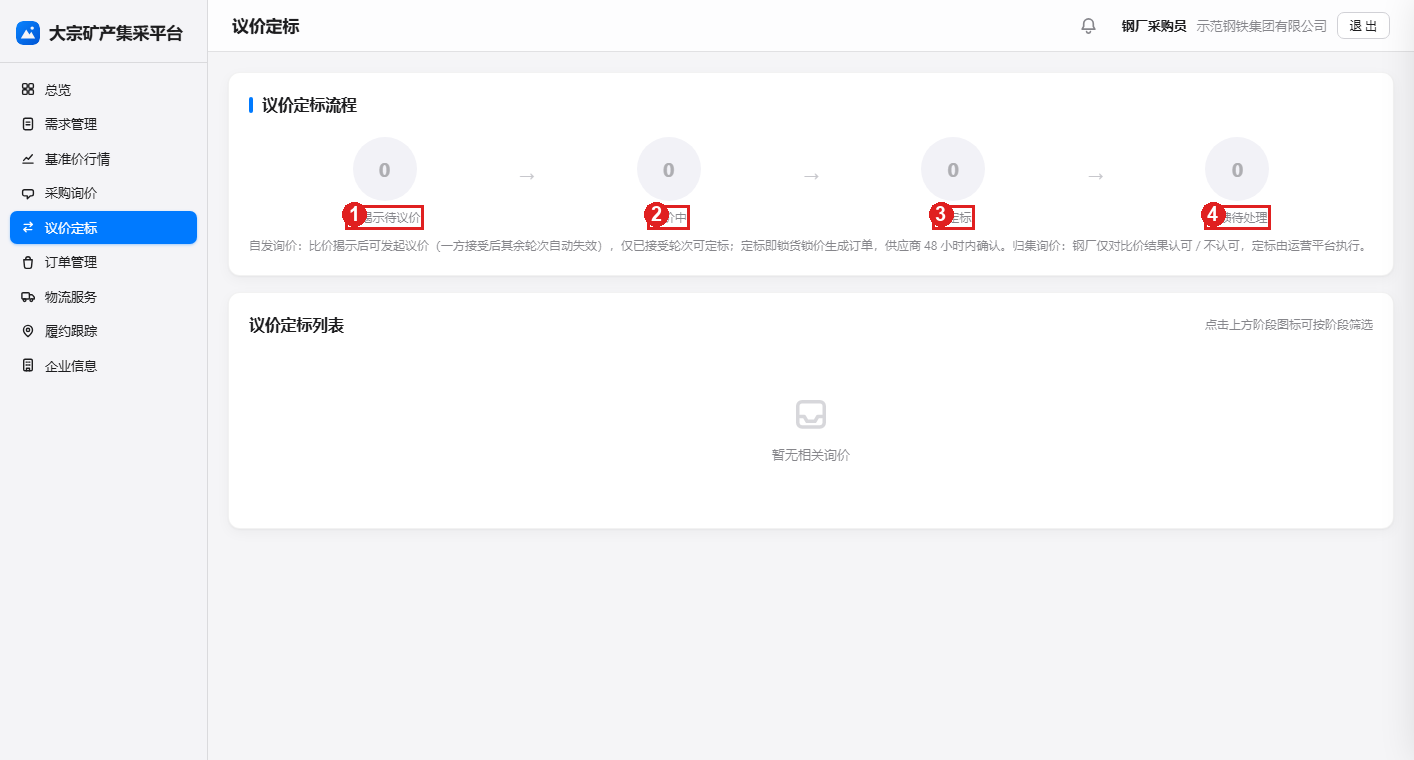 大宗矿产集采平台
议价定标
钢厂采购员 示范钢铁集团有限公司 退出
总览
需求管理
基准价行情
采购询价
议价定标
订单管理
物流服务
履约跟踪
企业信息
议价定标流程
0 → 0 → 0 → 0
1 揭示待议价
2 价中
3 定标
4 馈待处理
自发询价：比价揭示后可发起议价（一方接受后其余轮次自动失效），仅已接受轮次可定标；定标即锁货锁价生成订单，供应商 48 小时内确认。归集询价：钢厂仅对比价结果认可 / 不认可，定标由运营平台执行。
议价定标列表
点击上方阶段图标可按阶段筛选
暂无相关询价